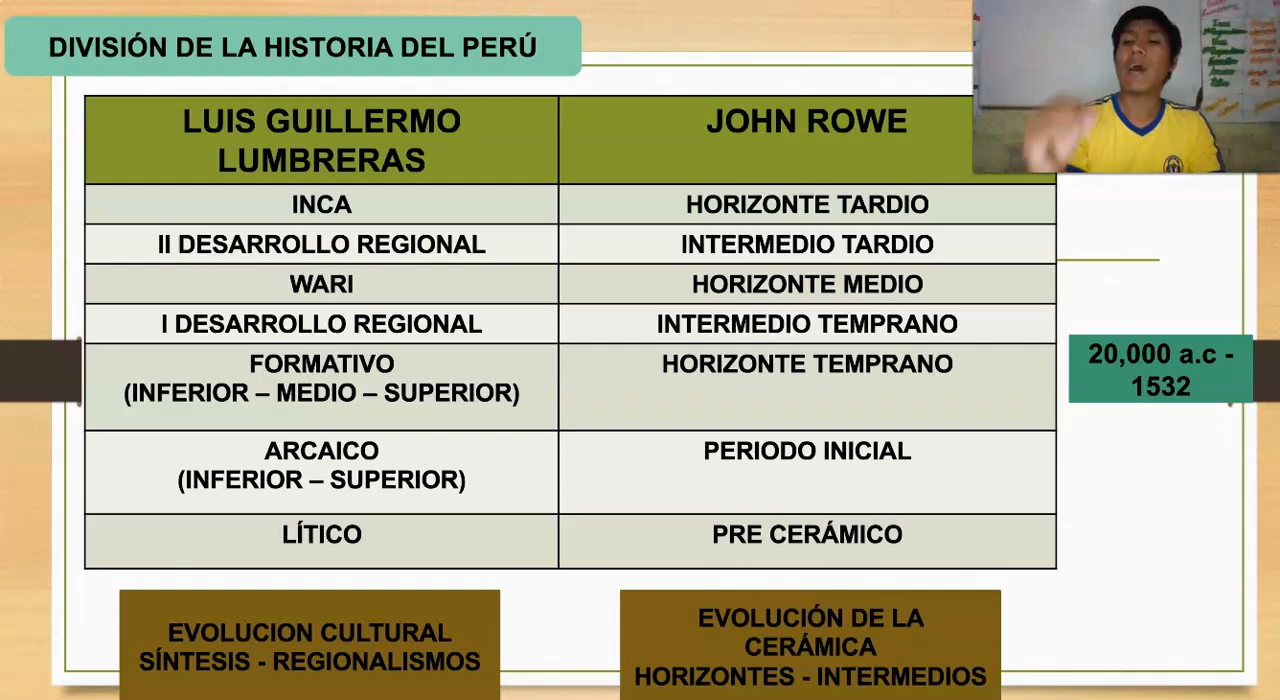 DIVISIÓN DE LA HISTORIA DEL PERÚ
LUIS GUILLERMO
LUMBRERAS
JOHN ROWE
INCA
HORIZONTE TARDIO
II DESARROLLO REGIONAL
INTERMEDIO TARDIO
WARI
HORIZONTE MEDIO
I DESARROLLO REGIONAL
INTERMEDIO TEMPRANO
FORMATIVO
(INFERIOR – MEDIO – SUPERIOR)
HORIZONTE TEMPRANO
ARCAICO
(INFERIOR – SUPERIOR)
PERIODO INICIAL
LÍTICO
PRE CERÁMICO
20,000 a.c -
1532
EVOLUCION CULTURAL
SÍNTESIS - REGIONALISMOS
EVOLUCIÓN DE LA
CERÁMICA
HORIZONTES - INTERMEDIOS